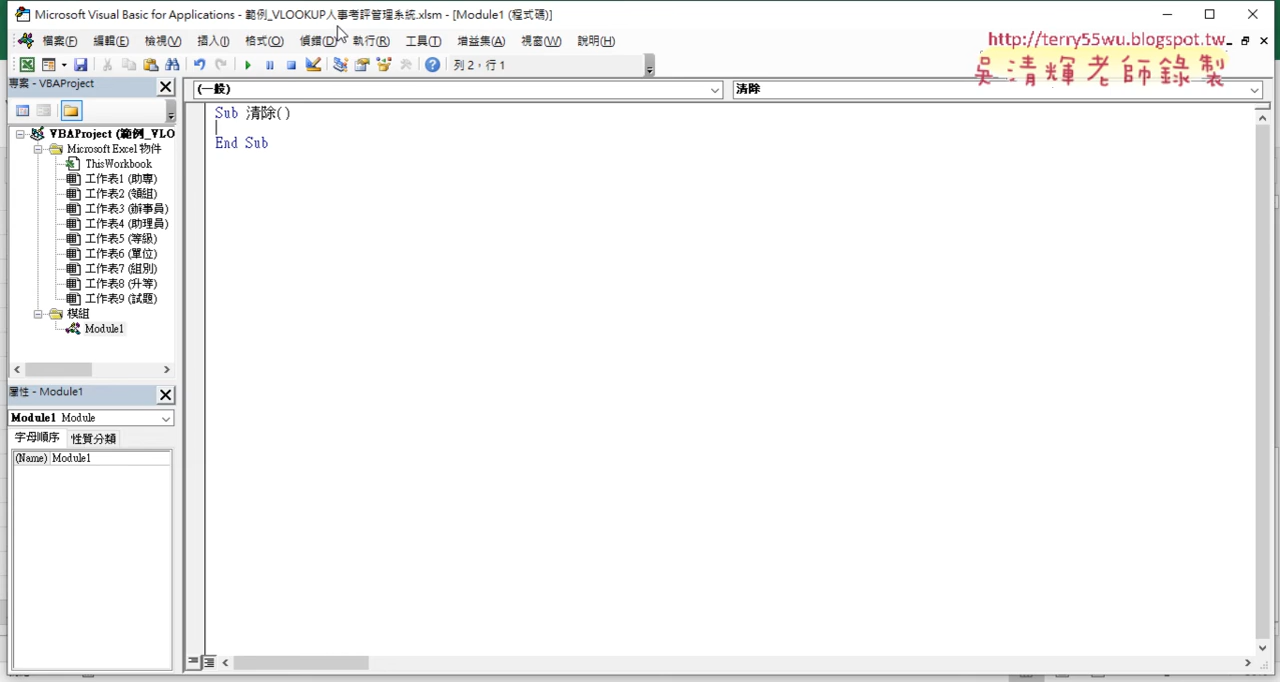 Microsoft Visual Basic for Applications - 範例_VLOOKUP人事考評管理系統.xlsm - [Module1 (程式碼)]
檔案(F) 編輯(E) 檢視(V) 插入(I) 格式(O) 偵錯(D) 執行(R) 工具(T) 增益集(A) 視窗(W) 說明(H)
http://terry55wu.blogspot.tw
吳清輝老師錄製
列 2，行 1
專案 - VBAProject
(一般)
清除
VBAProject (範例_VLO
Microsoft Excel 物件
ThisWorkbook
工作表1 (助專)
工作表2 (領組)
工作表3 (辦事員)
工作表4 (助理員)
工作表5 (等級)
工作表6 (單位)
工作表7 (組別)
工作表8 (升等)
工作表9 (試題)
模組
Module1
Sub 清除()
End Sub
屬性 - Module1
Module1 Module
字母順序 性質分類
(Name) Module1